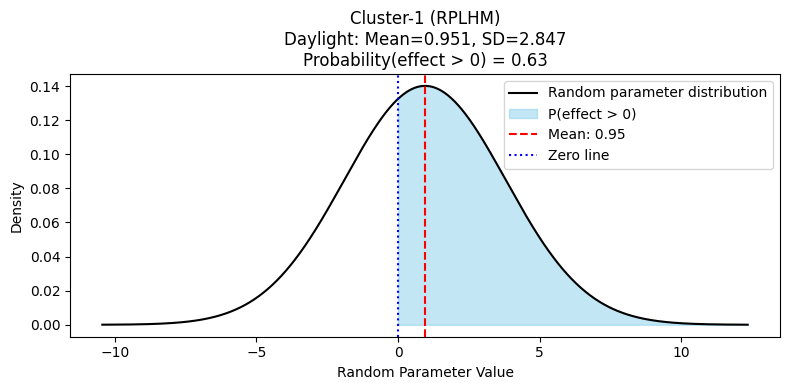 Cluster-1 (RPLHM)
Daylight: Mean=0.951, SD=2.847
Probability(effect > 0) = 0.63
Random parameter distribution
P(effect > 0)
Mean: 0.95
Zero line
Density
0.14
0.12
0.10
0.08
0.06
0.04
0.02
0.00
−10
−5
0
5
10
Random Parameter Value